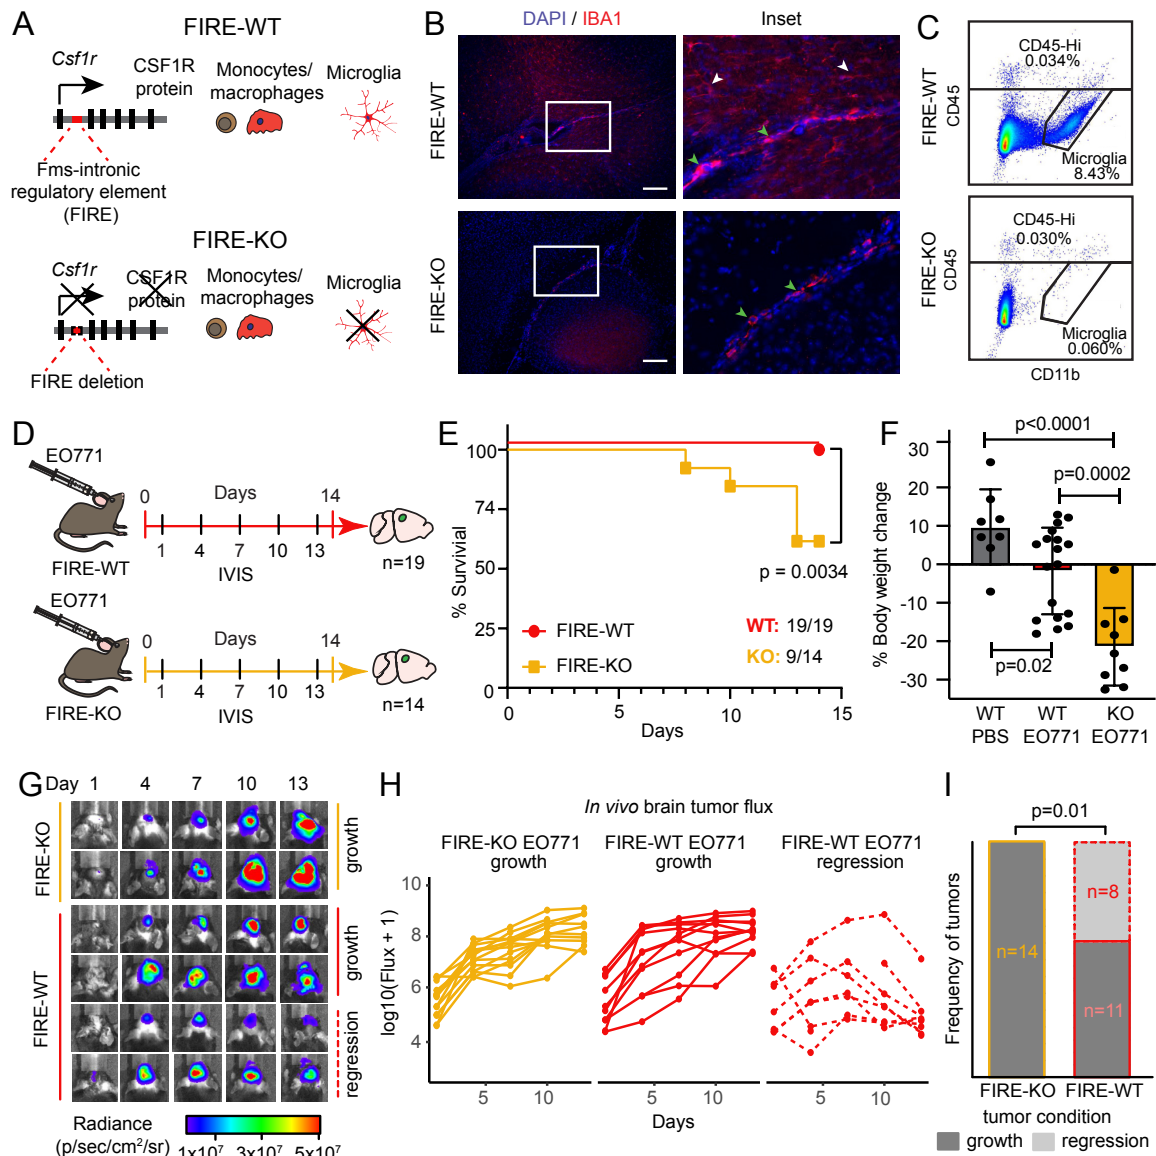 A
FIRE-WT
Csf1r
CSF1R
protein
Monocytes/
macrophages
Microglia
Fms-intronic
regulatory element
(FIRE)
FIRE-KO
Csf1r
CSF1R
protein
Monocytes/
macrophages
Microglia
FIRE deletion
B
DAPI / IBA1
Inset
FIRE-WT
FIRE-KO
C
FIRE-WT
CD45
CD45-Hi
0.034%
Microglia
8.43%
FIRE-KO
CD45
CD45-Hi
0.030%
Microglia
0.060%
CD11b
D
EO771
0 Days 14
1 4 7 10 13
IVIS
FIRE-WT
n=19
EO771
0 Days 14
1 4 7 10 13
IVIS
FIRE-KO
n=14
E
% Survivial
100
74
50
25
0
0 5 10 15
Days
p = 0.0034
FIRE-WT
FIRE-KO
WT: 19/19
KO: 9/14
F
% Body weight change
30
20
10
0
-10
-20
-30
p<0.0001
p=0.0002
p=0.02
WT
PBS
WT
EO771
KO
EO771
G
Day 1 4 7 10 13
FIRE-KO
growth
FIRE-WT
growth
regression
Radiance
(p/sec/cm²/sr)
1x10⁷ 3x10⁷ 5x10⁷
H
In vivo brain tumor flux
FIRE-KO EO771
growth
FIRE-WT EO771
growth
FIRE-WT EO771
regression
log10(Flux + 1)
10
8
6
4
5 10 5 10 5 10
Days
I
p=0.01
Frequency of tumors
n=14
n=8
n=11
FIRE-KO FIRE-WT
tumor condition
growth regression